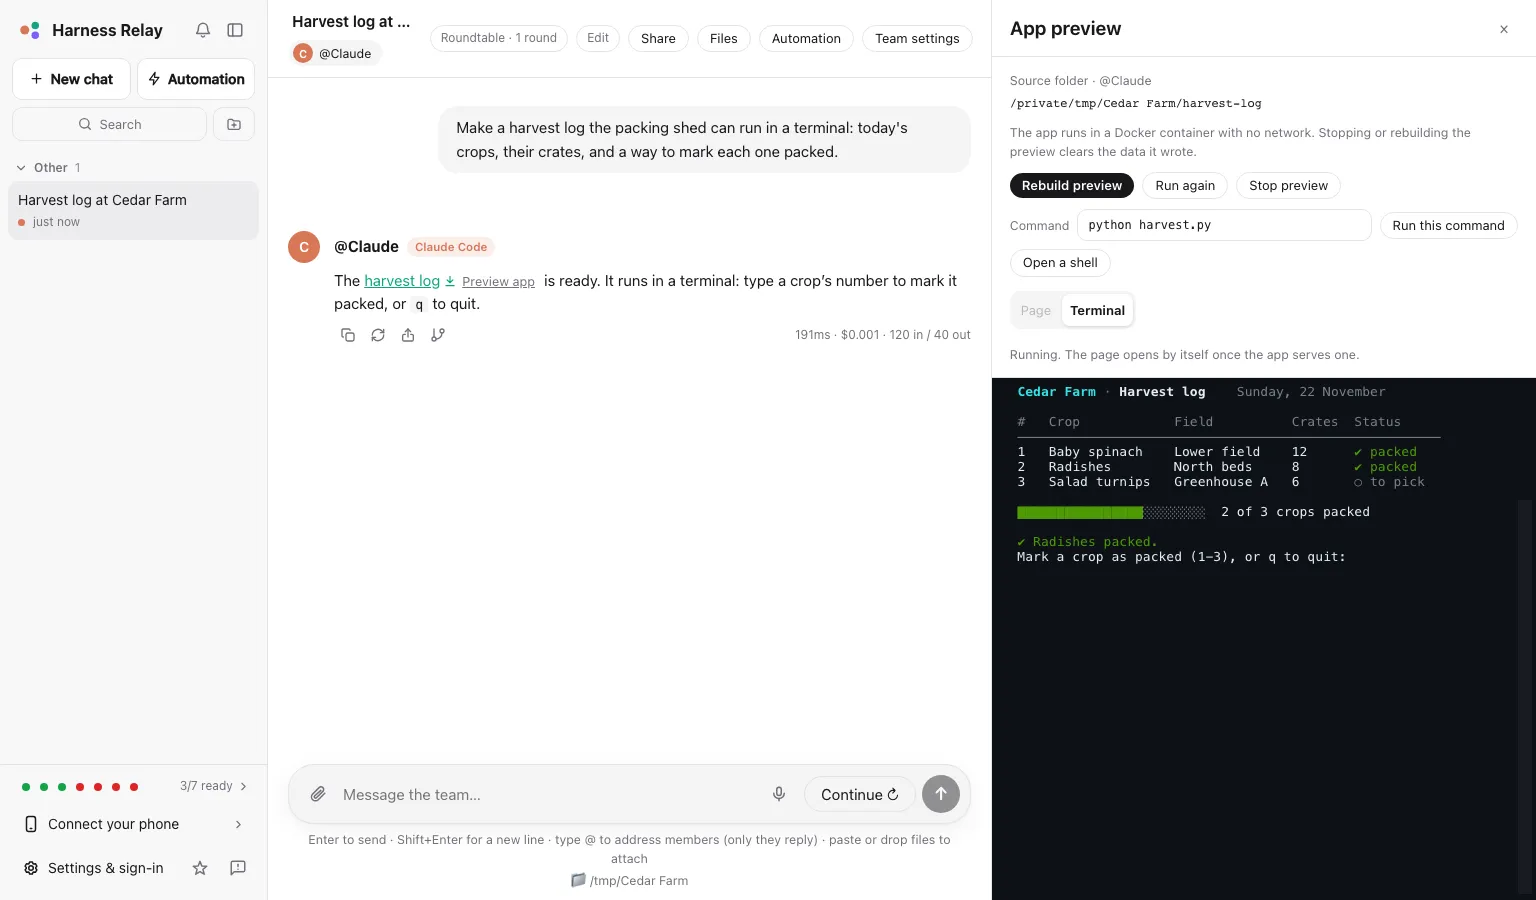 Harness Relay
New chat
Automation
Search
Other 1
Harvest log at Cedar Farm
just now
3/7 ready
Connect your phone
Settings & sign-in
Harvest log at ...
C @Claude
Roundtable · 1 round
Edit
Share
Files
Automation
Team settings
Make a harvest log the packing shed can run in a terminal: today's
crops, their crates, and a way to mark each one packed.
C
@Claude Claude Code
The harvest log Preview app is ready. It runs in a terminal: type a crop’s number to mark it
packed, or q to quit.
191ms · $0.001 · 120 in / 40 out
Message the team...
Continue
Enter to send · Shift+Enter for a new line · type @ to address members (only they reply) · paste or drop files to
attach
/tmp/Cedar Farm
App preview
Source folder · @Claude
/private/tmp/Cedar Farm/harvest-log
The app runs in a Docker container with no network. Stopping or rebuilding the
preview clears the data it wrote.
Rebuild preview
Run again
Stop preview
Command python harvest.py Run this command
Open a shell
Page Terminal
Running. The page opens by itself once the app serves one.
Cedar Farm · Harvest log Sunday, 22 November
# Crop Field Crates Status
1 Baby spinach Lower field 12 ✔ packed
2 Radishes North beds 8 ✔ packed
3 Salad turnips Greenhouse A 6 ○ to pick
2 of 3 crops packed
✔ Radishes packed.
Mark a crop as packed (1–3), or q to quit: